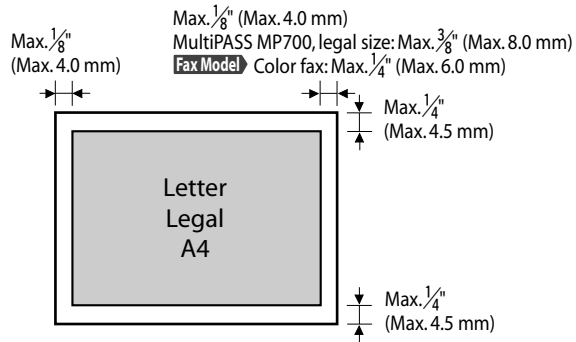 Max. 1/8" (Max. 4.0 mm)
MultiPASS MP700, legal size: Max. 3/8" (Max. 8.0 mm)
Fax Model Color fax: Max. 1/4" (Max. 6.0 mm)
Max. 1/8"
(Max. 4.0 mm)
Max. 1/4"
(Max. 4.5 mm)
Letter
Legal
A4
Max. 1/4"
(Max. 4.5 mm)